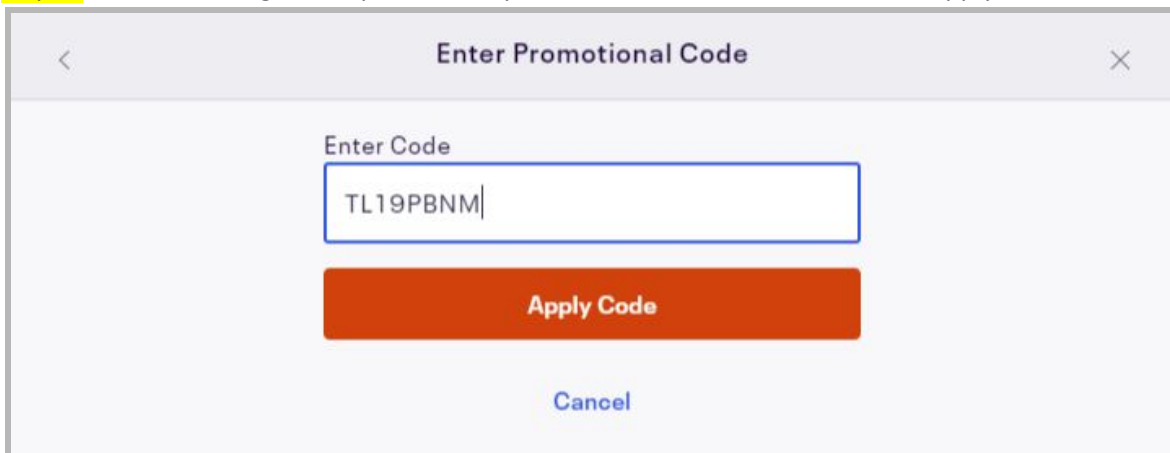 Enter Promotional Code
Enter Code
TL19PBNM
Apply Code
Cancel